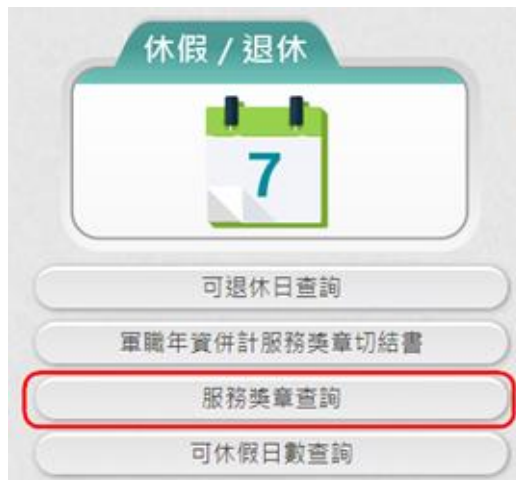 休假 / 退休
7
可退休日查詢
軍職年資併計服務獎章切結書
服務獎章查詢
可休假日數查詢